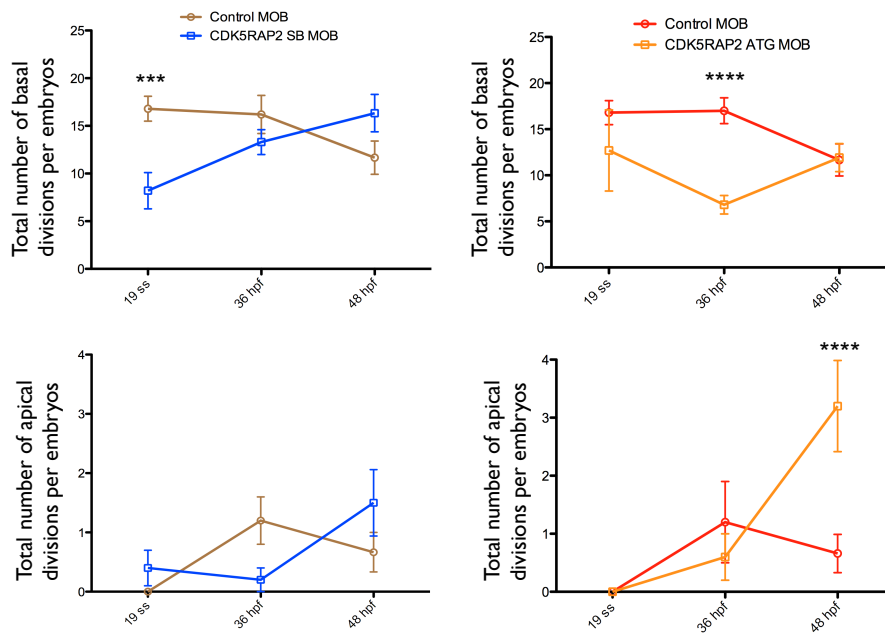 Control MOB
CDK5RAP2 SB MOB
***
Total number of basal
divisions per embryos
25
20
15
10
5
0
19 ss
36 hpf
48 hpf
Control MOB
CDK5RAP2 ATG MOB
****
Total number of basal
divisions per embryos
25
20
15
10
5
0
19 ss
36 hpf
48 hpf
Total number of apical
divisions per embryos
4
3
2
1
0
19 ss
36 hpf
48 hpf
****
Total number of apical
divisions per embryos
4
3
2
1
0
19 ss
36 hpf
48 hpf